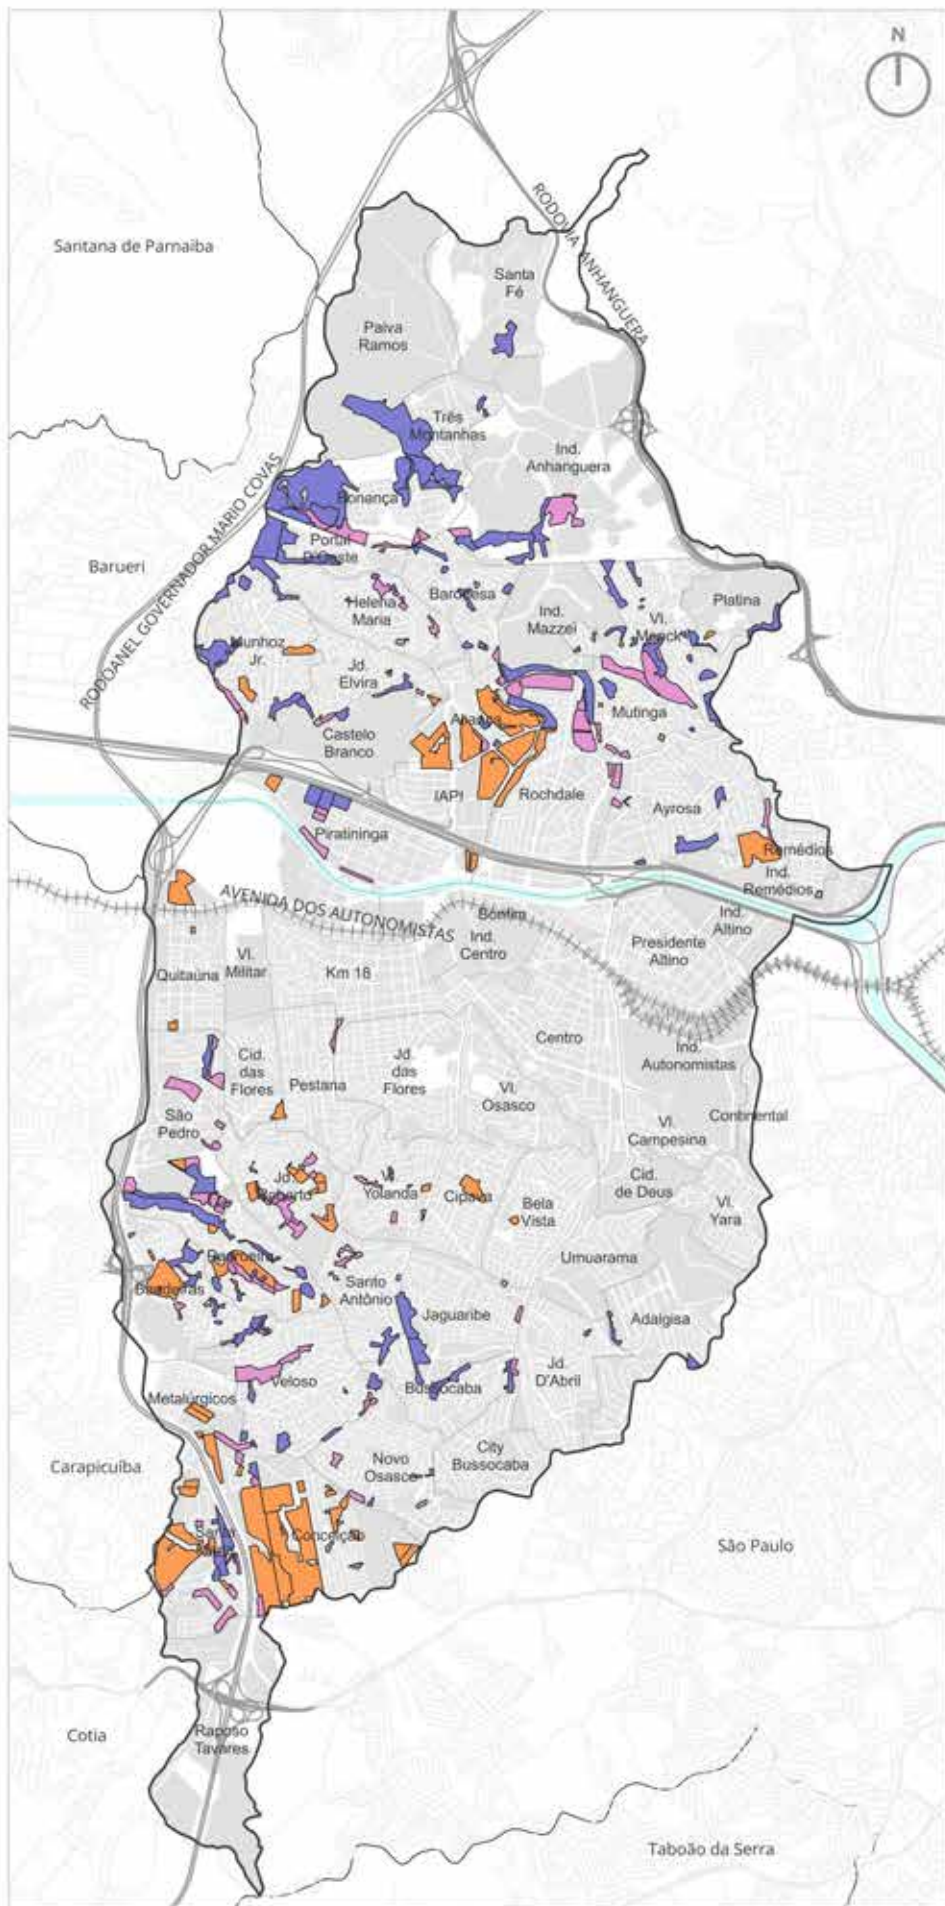 N
RODOVIA ANHANGUERA
Santana de Parnaíba
Santa
Fé
Paiva
Ramos
Três
Montanhas
Ind.
Anhanguera
RODOANEL GOVERNADOR MARIO COVAS
Bonança
Portal
D'Oeste
Barueri
Baronesa
Helena
Maria
Platina
Ind.
Mazzei
Vl.
Menck
Munhoz
Jr.
Jd.
Elvira
Mutinga
Castelo
Branco
IAPI
Rochdale
Ayrosa
Piratininga
Remédios
Ind.
Remédios
AVENIDA DOS AUTONOMISTAS
Bonfim
Ind.
Altino
Ind.
Centro
Presidente
Altino
Vl.
Militar
Quitaúna
Km 18
Centro
Ind.
Autonomistas
Cid.
das
Flores
Pestana
Jd.
das
Flores
Vl.
Osasco
São
Pedro
Continental
Vl.
Campesina
Jd.
Roberto
Vl.
Yolanda
Cipava
Bela
Vista
Cid.
de Deus
Vl.
Yara
Umuarama
Santo
Antônio
Jaguaribe
Adalgisa
Veloso
Bussocaba
Jd.
D'Abril
Metalúrgicos
Carapicuíba
Novo
Osasco
City
Bussocaba
Conceição
São Paulo
Cotia
Raposo
Tavares
Taboão da Serra